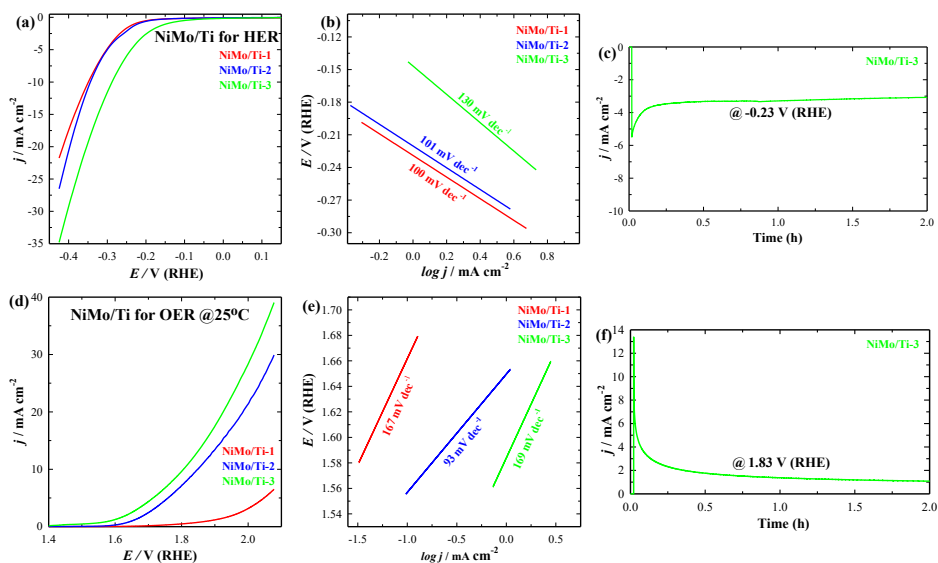 (a)
NiMo/Ti for HER
NiMo/Ti-1
NiMo/Ti-2
NiMo/Ti-3
0
-5
-10
-15
-20
-25
-30
-35
j / mA cm⁻²
-0.4 -0.3 -0.2 -0.1 0.0 0.1
E / V (RHE)
(b)
NiMo/Ti-1
NiMo/Ti-2
NiMo/Ti-3
-0.12
-0.15
-0.18
-0.21
-0.24
-0.27
-0.30
E / V (RHE)
130 mV dec⁻¹
101 mV dec⁻¹
100 mV dec⁻¹
-0.4 0.0 0.4 0.8
log j / mA cm⁻²
(c)
NiMo/Ti-3
0
-2
-4
-6
-8
-10
j / mA cm⁻²
@ -0.23 V (RHE)
0.0 0.5 1.0 1.5 2.0
Time (h)
(d)
NiMo/Ti for OER @25⁰C
40
30
20
10
0
j / mA cm⁻²
NiMo/Ti-1
NiMo/Ti-2
NiMo/Ti-3
1.4 1.6 1.8 2.0
E / V (RHE)
(e)
NiMo/Ti-1
NiMo/Ti-2
NiMo/Ti-3
1.70
1.68
1.66
1.64
1.62
1.60
1.58
1.56
1.54
1.53
E / V (RHE)
167 mV dec⁻¹
93 mV dec⁻¹
169 mV dec⁻¹
-1.5 -1.0 -0.5 0.0 0.5
log j / mA cm⁻²
(f)
NiMo/Ti-3
14
12
10
8
6
4
2
0
j / mA cm⁻²
@ 1.83 V (RHE)
0.0 0.5 1.0 1.5 2.0
Time (h)